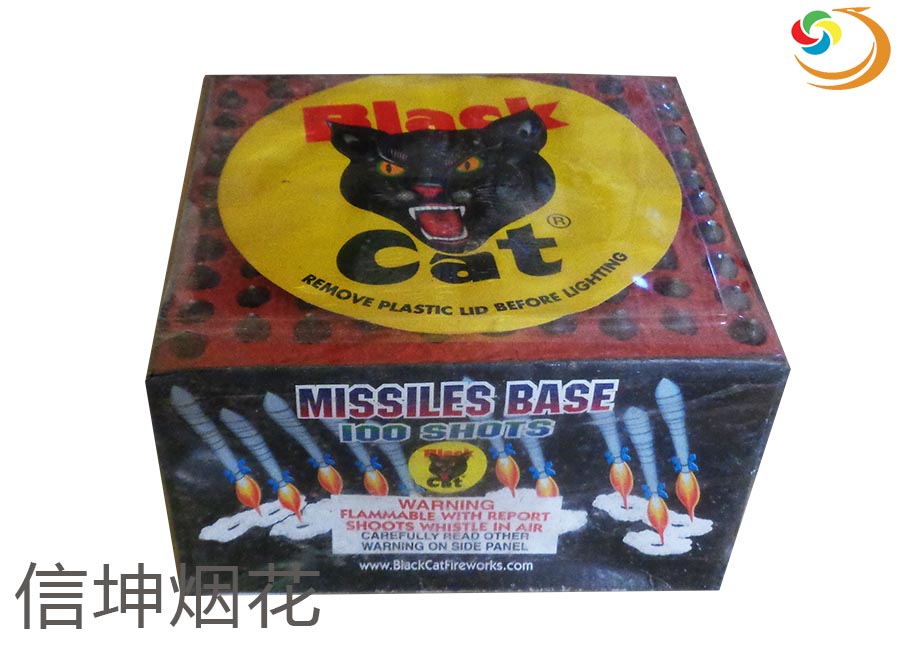 Black
Cat®
REMOVE PLASTIC LID BEFORE LIGHTING
MISSILES BASE
100 SHOTS
Black
Cat
WARNING
FLAMMABLE WITH REPORT
SHOOTS WHISTLE IN AIR
CAREFULLY READ OTHER
WARNING ON SIDE PANEL
www.BlackCatFireworks.com
信坤烟花